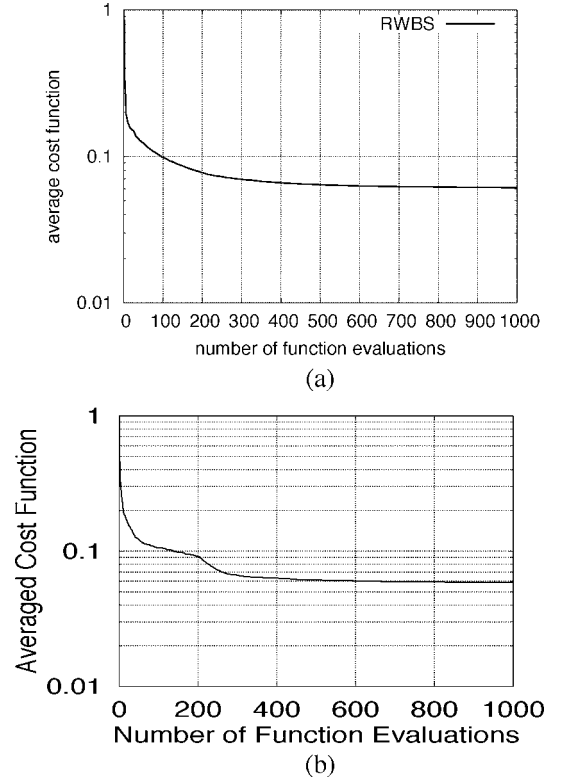 1
RWBS
average cost function
0.1
0.01
0 100 200 300 400 500 600 700 800 900 1000
number of function evaluations
(a)
1
Averaged Cost Function
0.1
0.01
0 200 400 600 800 1000
Number of Function Evaluations
(b)